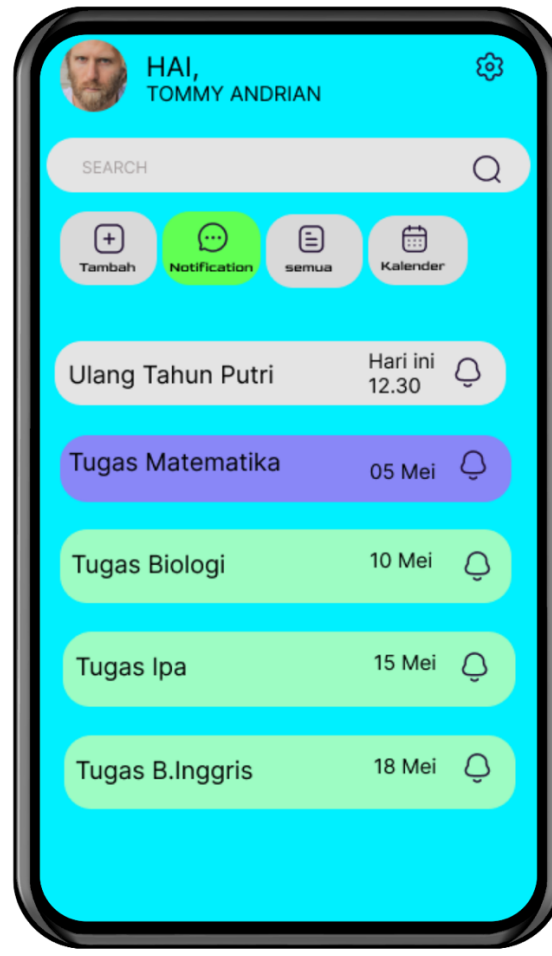 HAI,
TOMMY ANDRIAN
SEARCH
Tambah
Notification
semua
Kalender
Ulang Tahun Putri
Hari ini
12.30
Tugas Matematika
05 Mei
Tugas Biologi
10 Mei
Tugas Ipa
15 Mei
Tugas B.Inggris
18 Mei